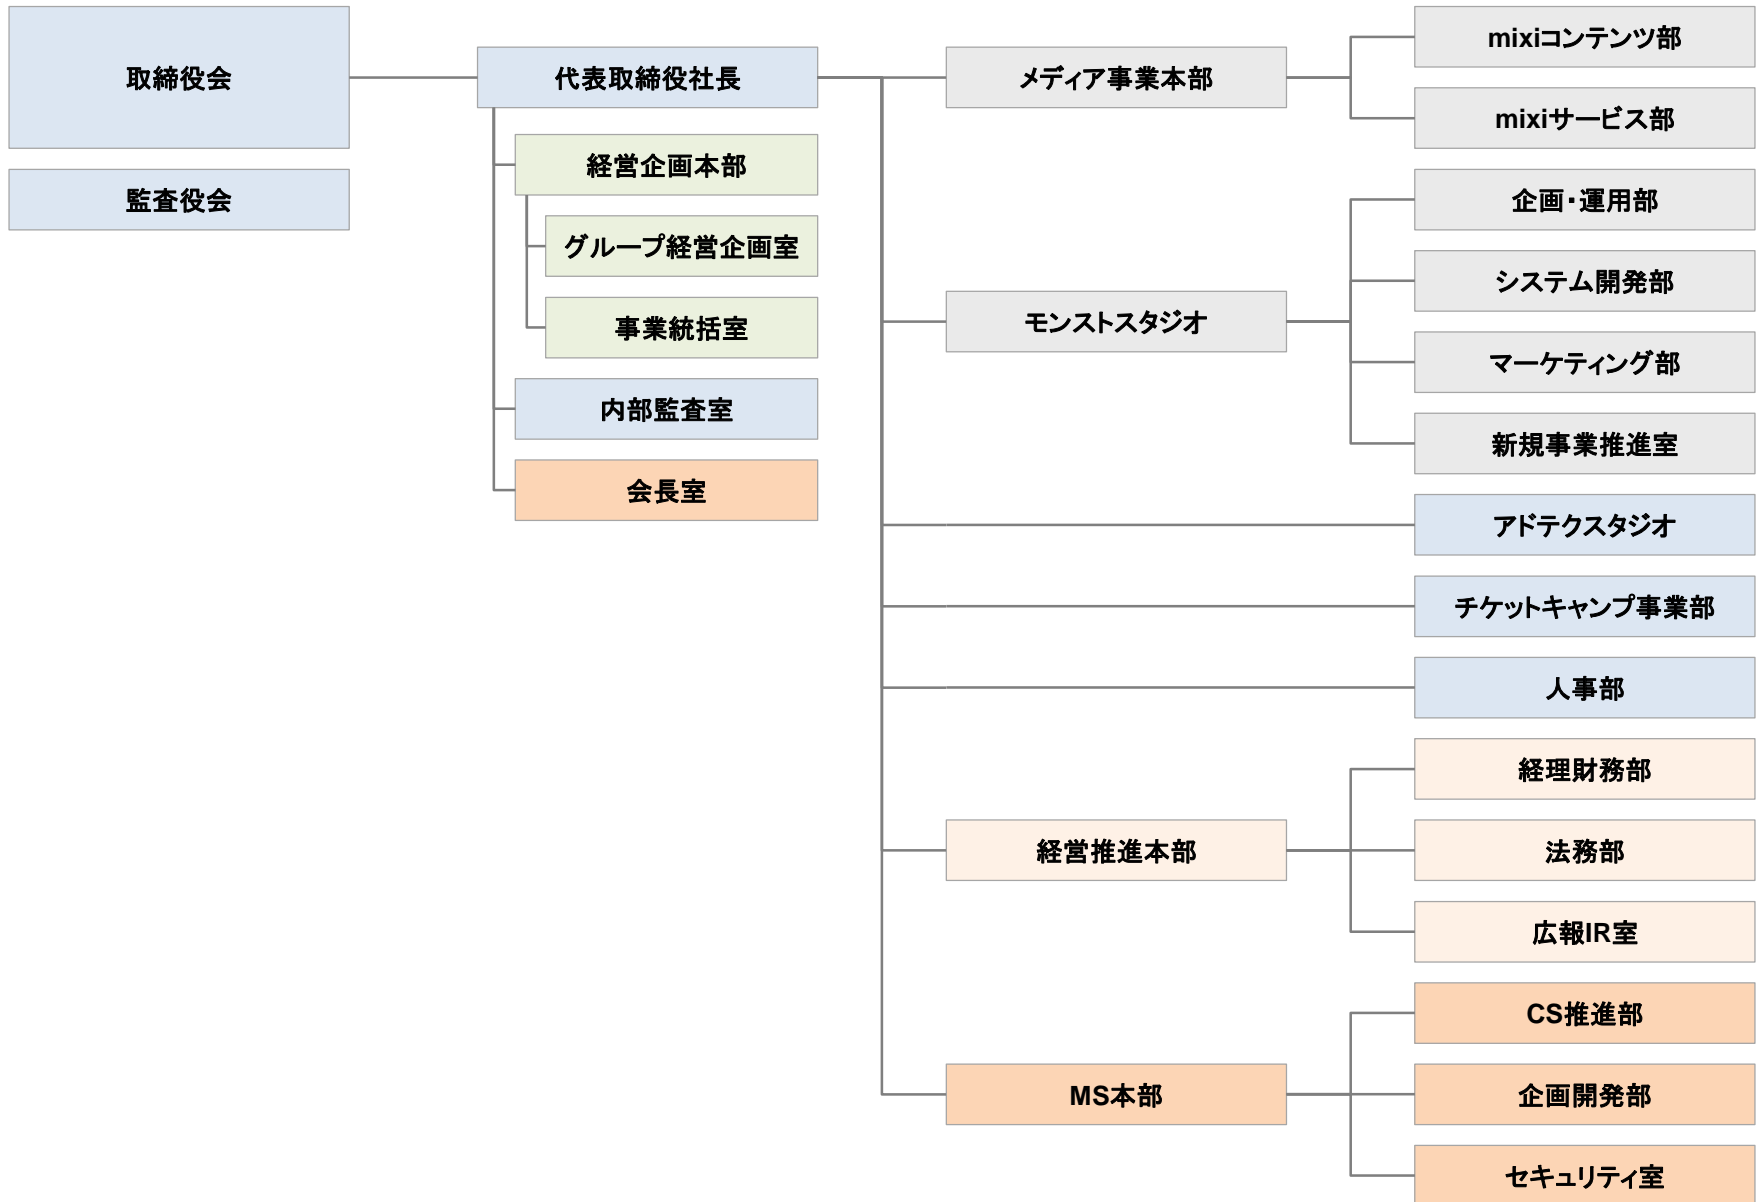 取締役会
監査役会
代表取締役社長
経営企画本部
グループ経営企画室
事業統括室
内部監査室
会長室
メディア事業本部
mixiコンテンツ部
mixiサービス部
モンストスタジオ
企画・運用部
システム開発部
マーケティング部
新規事業推進室
アドテクスタジオ
チケットキャンプ事業部
人事部
経営推進本部
経理財務部
法務部
広報IR室
MS本部
CS推進部
企画開発部
セキュリティ室